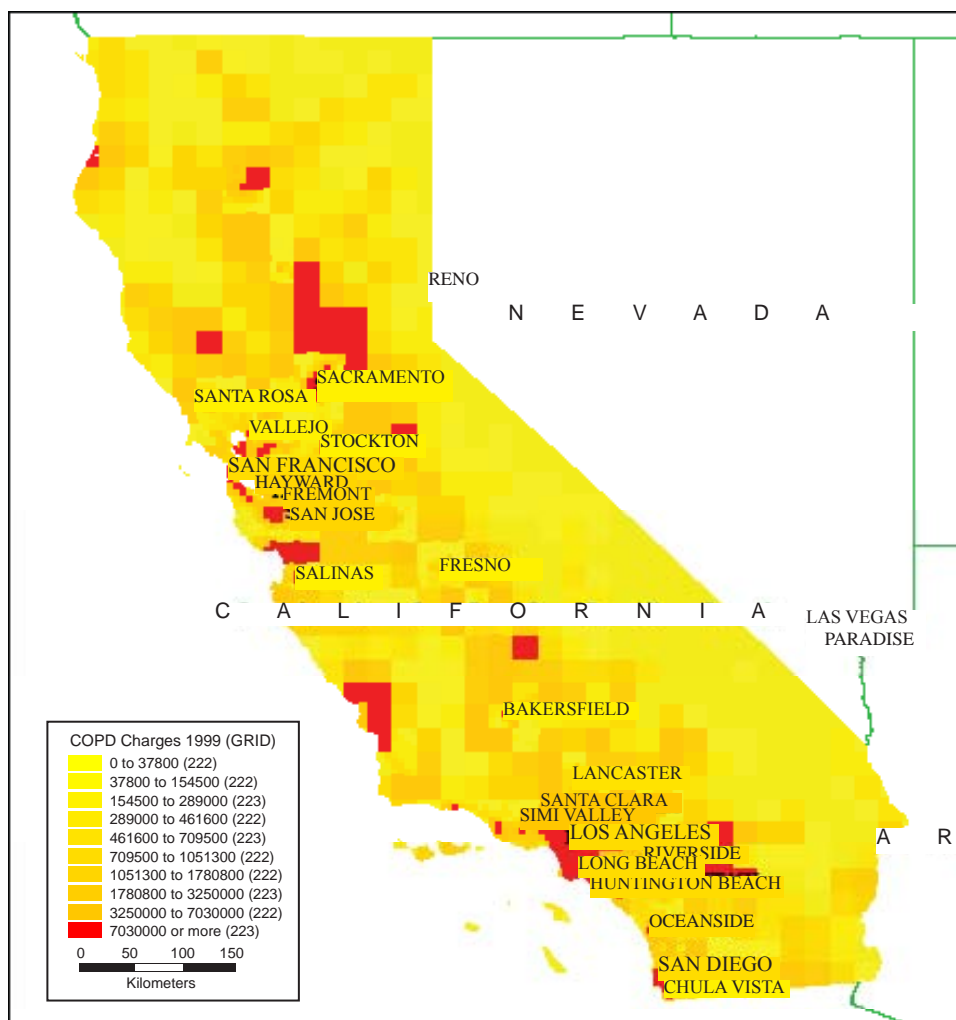 RENO
N E V A D A
SACRAMENTO
SANTA ROSA
VALLEJO
STOCKTON
SAN FRANCISCO
HAYWARD
FREMONT
SAN JOSE
FRESNO
SALINAS
C A L I F O R N I A
LAS VEGAS
PARADISE
BAKERSFIELD
LANCASTER
SANTA CLARA
SIMI VALLEY
LOS ANGELES
A R
RIVERSIDE
LONG BEACH
HUNTINGTON BEACH
OCEANSIDE
SAN DIEGO
CHULA VISTA
COPD Charges 1999 (GRID)
0 to 37800 (222)
37800 to 154500 (222)
154500 to 289000 (223)
289000 to 461600 (222)
461600 to 709500 (223)
709500 to 1051300 (222)
1051300 to 1780800 (222)
1780800 to 3250000 (223)
3250000 to 7030000 (222)
7030000 or more (223)
0 50 100 150
Kilometers